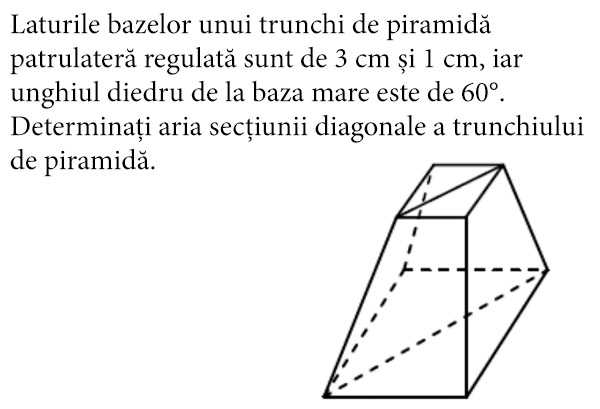 Laturile bazelor unui trunchi de piramidă
patrulateră regulată sunt de 3 cm și 1 cm, iar
unghiul diedru de la baza mare este de 60°.
Determinați aria secțiunii diagonale a trunchiului
de piramidă.